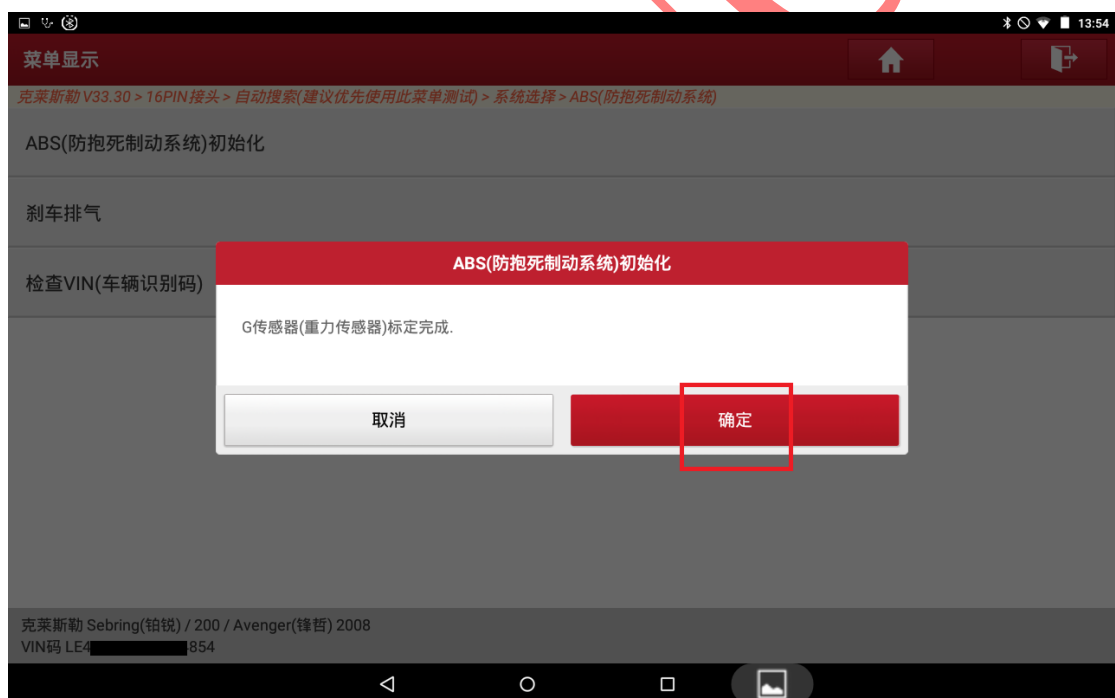 13:54
菜单显示
克莱斯勒 V33.30 > 16PIN接头 > 自动搜索(建议优先使用此菜单测试) > 系统选择 > ABS(防抱死制动系统)
ABS(防抱死制动系统)初始化
刹车排气
检查VIN(车辆识别码)
ABS(防抱死制动系统)初始化
G传感器(重力传感器)标定完成.
取消
确定
克莱斯勒 Sebring(铂锐) / 200 / Avenger(锋哲) 2008
VIN码 LE4 854